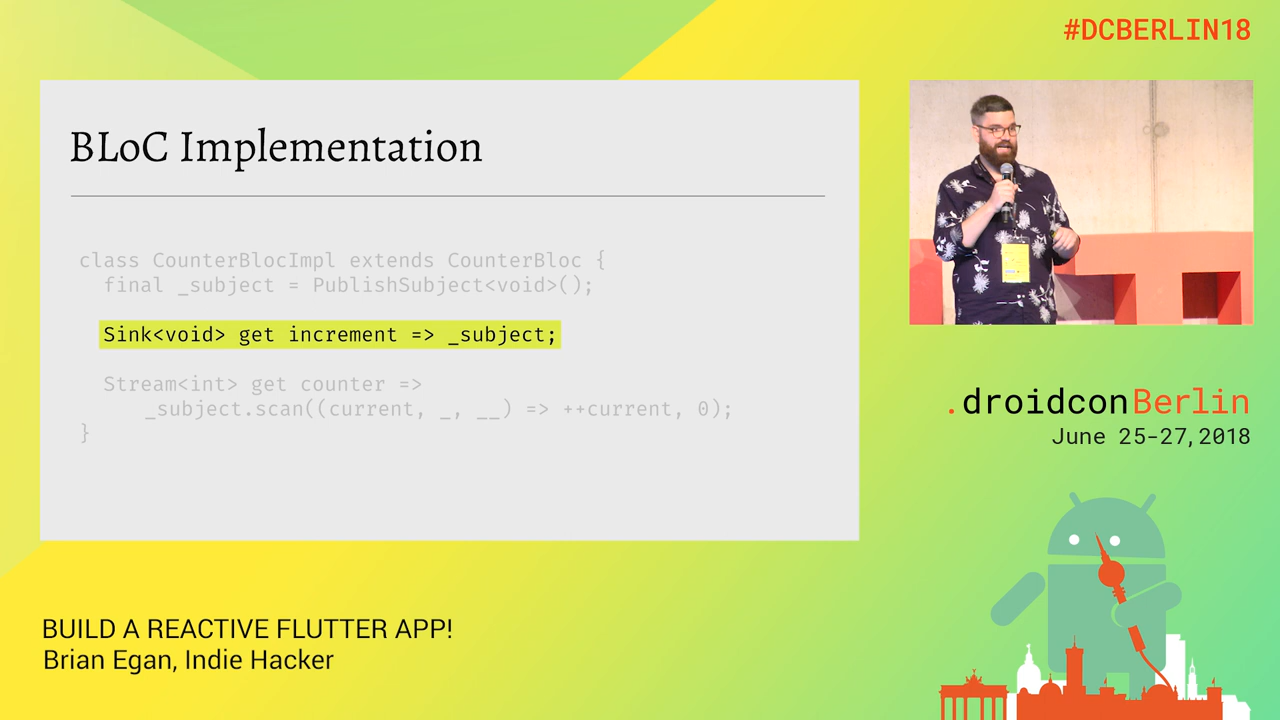 #DCBERLIN18
BLoC Implementation
class CounterBlocImpl extends CounterBloc {
final _subject = PublishSubject<void>();
Sink<void> get increment => _subject;
Stream<int> get counter =>
_subject.scan((current, _, __) => ++current, 0);
}
.droidconBerlin
June 25-27, 2018
BUILD A REACTIVE FLUTTER APP!
Brian Egan, Indie Hacker